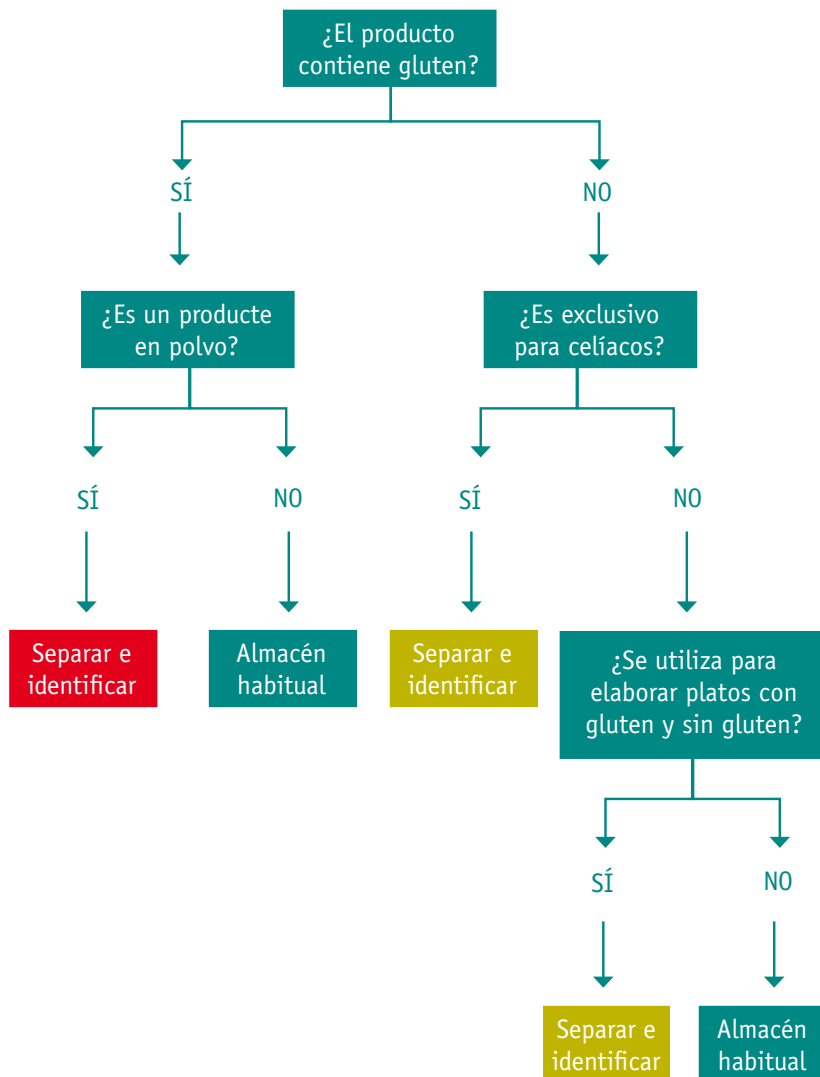 ¿El producto
contiene gluten?
SÍ
NO
¿Es un producte
en polvo?
¿Es exclusivo
para celíacos?
SÍ
NO
SÍ
NO
Separar e
identificar
Almacén
habitual
Separar e
identificar
¿Se utiliza para
elaborar platos con
gluten y sin gluten?
SÍ
NO
Separar e
identificar
Almacén
habitual